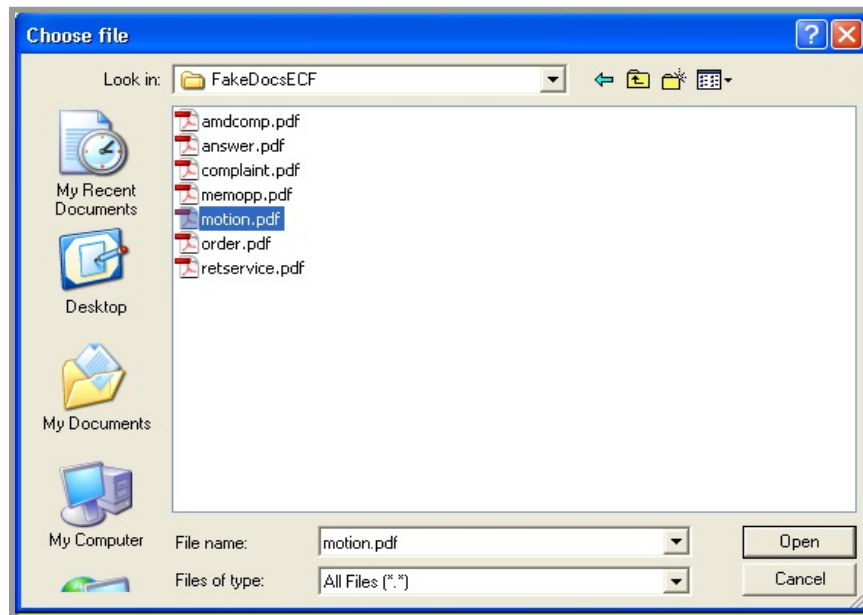 Choose file
Look in:
FakeDocsECF
My Recent
Documents
Desktop
My Documents
My Computer
amdcomp.pdf
answer.pdf
complaint.pdf
memopp.pdf
motion.pdf
order.pdf
retservice.pdf
File name:
motion.pdf
Open
Files of type:
All Files (*.*)
Cancel